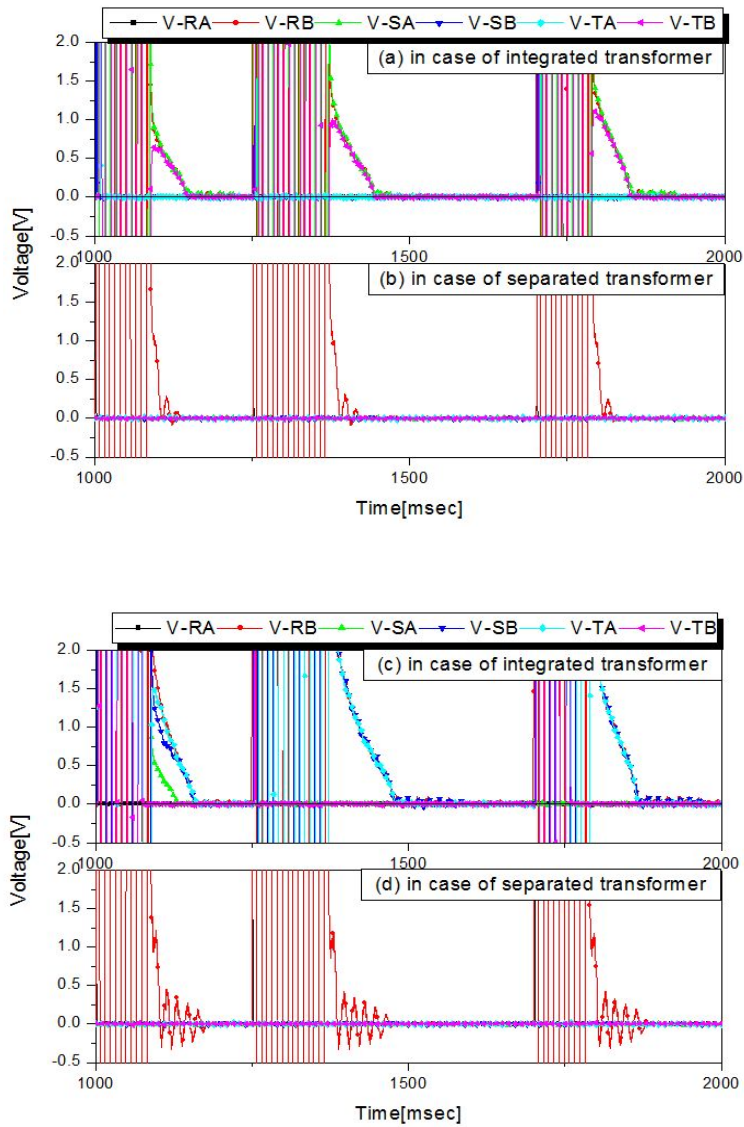 V-RA V-RB V-SA V-SB V-TA V-TB
(a) in case of integrated transformer
2.0
1.5
1.0
0.5
0.0
-0.5
1000 1500 2000
(b) in case of separated transformer
2.0
1.5
1.0
0.5
0.0
-0.5
1000 1500 2000
Voltage[V]
Time[msec]
V-RA V-RB V-SA V-SB V-TA V-TB
(c) in case of integrated transformer
2.0
1.5
1.0
0.5
0.0
-0.5
1000 1500 2000
(d) in case of separated transformer
2.0
1.5
1.0
0.5
0.0
-0.5
1000 1500 2000
Voltage[V]
Time[msec]